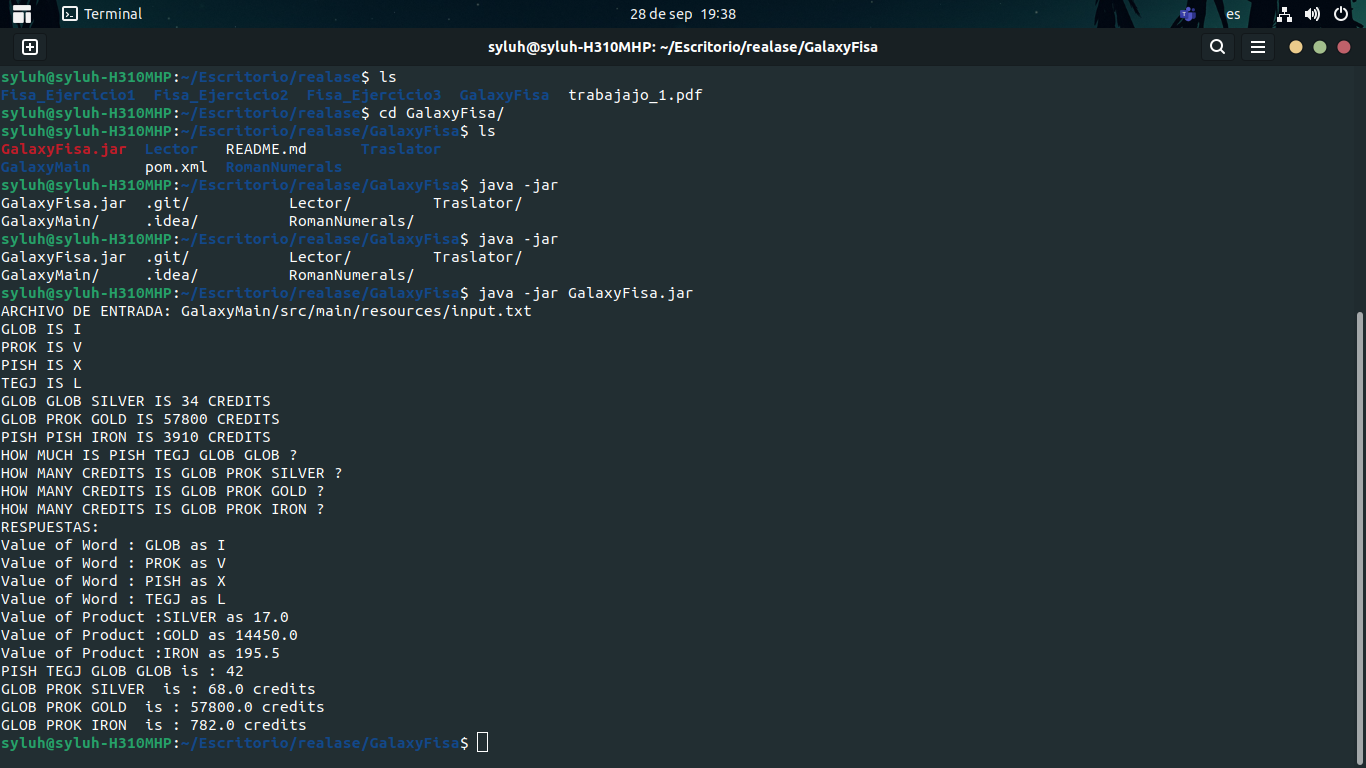 Terminal
28 de sep 19:38
es
syluh@syluh-H310MHP: ~/Escritorio/realase/GalaxyFisa
syluh@syluh-H310MHP:~/Escritorio/realase$ ls
Fisa_Ejercicio1 Fisa_Ejercicio2 Fisa_Ejercicio3 GalaxyFisa trabajajo_1.pdf
syluh@syluh-H310MHP:~/Escritorio/realase$ cd GalaxyFisa/
syluh@syluh-H310MHP:~/Escritorio/realase/GalaxyFisa$ ls
GalaxyFisa.jar Lector README.md Traslator
GalaxyMain pom.xml RomanNumerals
syluh@syluh-H310MHP:~/Escritorio/realase/GalaxyFisa$ java -jar
GalaxyFisa.jar .git/ Lector/ Traslator/
GalaxyMain/ .idea/ RomanNumerals/
syluh@syluh-H310MHP:~/Escritorio/realase/GalaxyFisa$ java -jar
GalaxyFisa.jar .git/ Lector/ Traslator/
GalaxyMain/ .idea/ RomanNumerals/
syluh@syluh-H310MHP:~/Escritorio/realase/GalaxyFisa$ java -jar GalaxyFisa.jar
ARCHIVO DE ENTRADA: GalaxyMain/src/main/resources/input.txt
GLOB IS I
PROK IS V
PISH IS X
TEGJ IS L
GLOB GLOB SILVER IS 34 CREDITS
GLOB PROK GOLD IS 57800 CREDITS
PISH PISH IRON IS 3910 CREDITS
HOW MUCH IS PISH TEGJ GLOB GLOB ?
HOW MANY CREDITS IS GLOB PROK SILVER ?
HOW MANY CREDITS IS GLOB PROK GOLD ?
HOW MANY CREDITS IS GLOB PROK IRON ?
RESPUESTAS:
Value of Word : GLOB as I
Value of Word : PROK as V
Value of Word : PISH as X
Value of Word : TEGJ as L
Value of Product :SILVER as 17.0
Value of Product :GOLD as 14450.0
Value of Product :IRON as 195.5
PISH TEGJ GLOB GLOB is : 42
GLOB PROK SILVER  is : 68.0 credits
GLOB PROK GOLD  is : 57800.0 credits
GLOB PROK IRON  is : 782.0 credits
syluh@syluh-H310MHP:~/Escritorio/realase/GalaxyFisa$